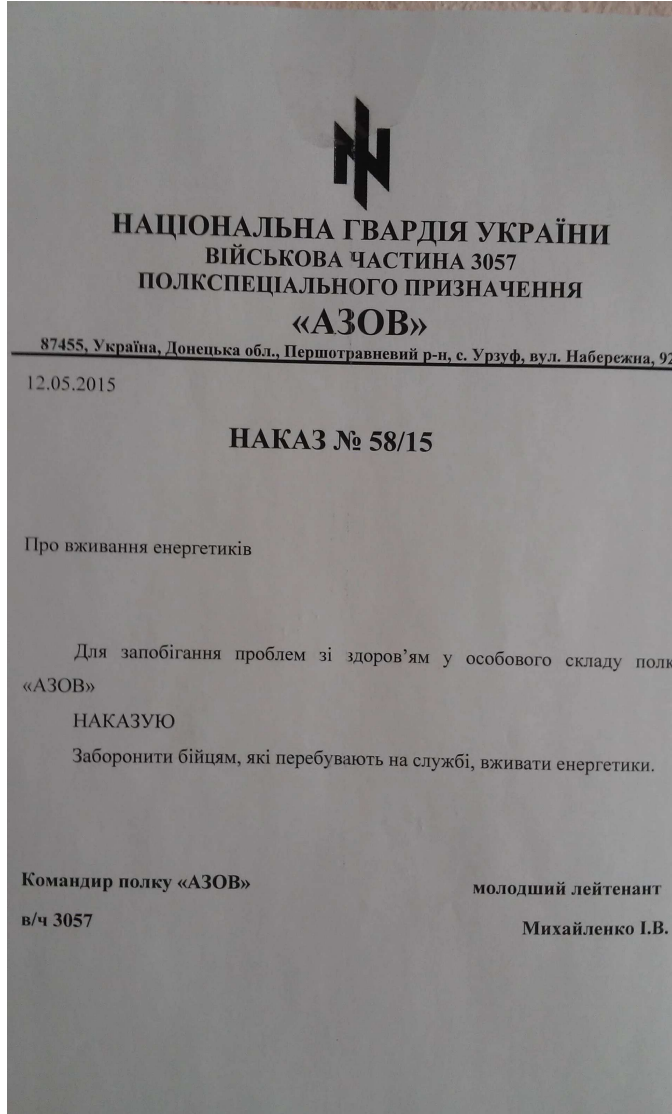 НАЦІОНАЛЬНА ГВАРДІЯ УКРАЇНИ
ВІЙСЬКОВА ЧАСТИНА 3057
ПОЛКСПЕЦІАЛЬНОГО ПРИЗНАЧЕННЯ
«АЗОВ»
87455, Україна, Донецька обл., Першотравневий р-н, с. Урзуф, вул. Набережна, 92
12.05.2015
НАКАЗ № 58/15
Про вживання енергетиків
Для запобігання проблем зі здоров’ям у особового складу полк
«АЗОВ»
НАКАЗУЮ
Заборонити бійцям, які перебувають на службі, вживати енергетики.
Командир полку «АЗОВ» молодший лейтенант
в/ч 3057 Михайленко І.В.